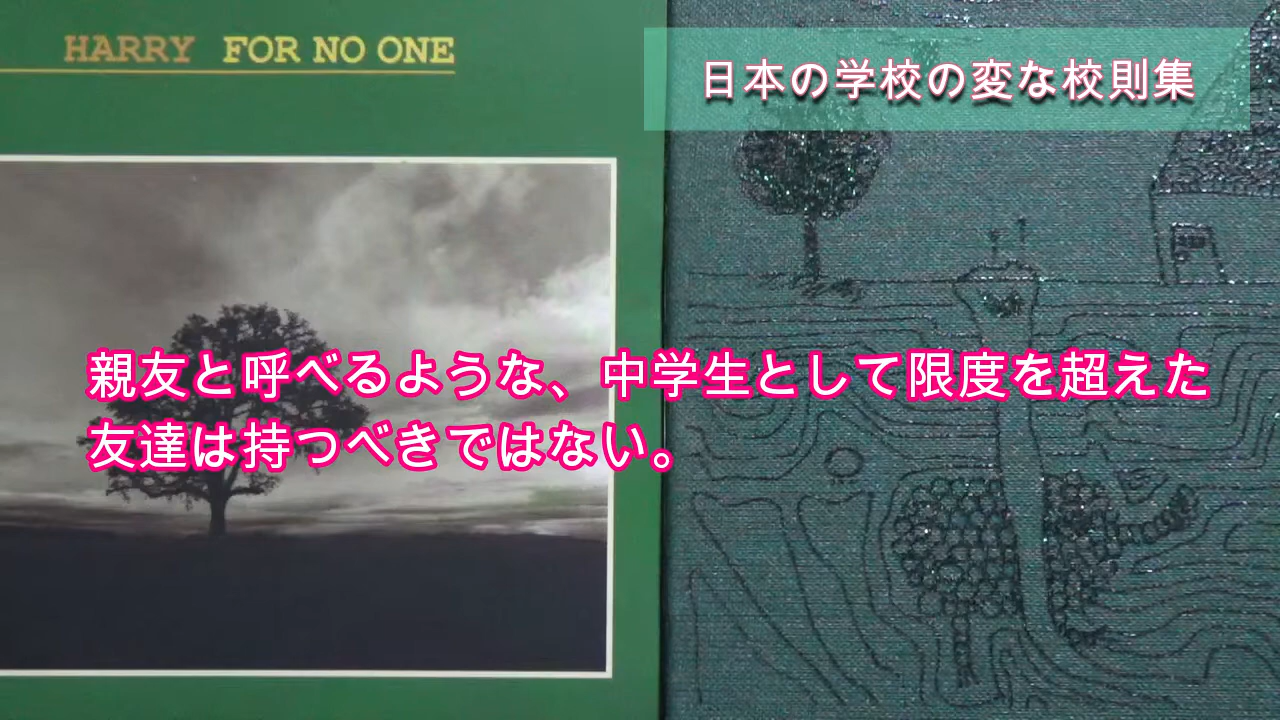 HARRY FOR NO ONE
日本の学校の変な校則集
親友と呼べるような、中学生として限度を超えた
友達は持つべきではない。